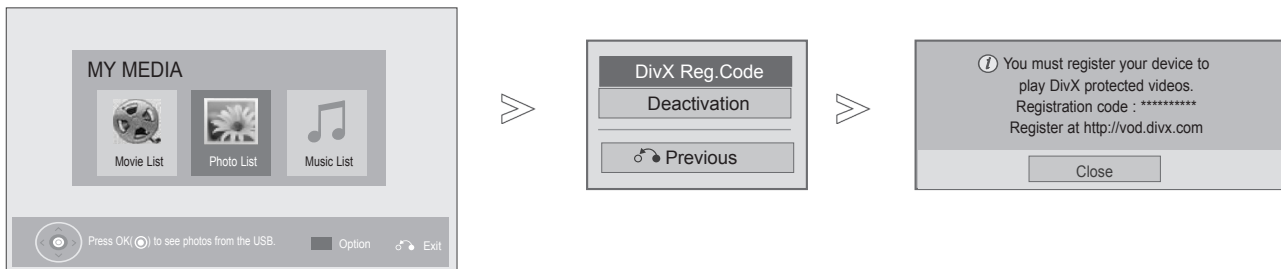 MY MEDIA
Movie List
Photo List
Music List
Press OK(◉) to see photos from the USB.
Option
Exit
DivX Reg.Code
Deactivation
Previous
You must register your device to
play DivX protected videos.
Registration code : **********
Register at http://vod.divx.com
Close